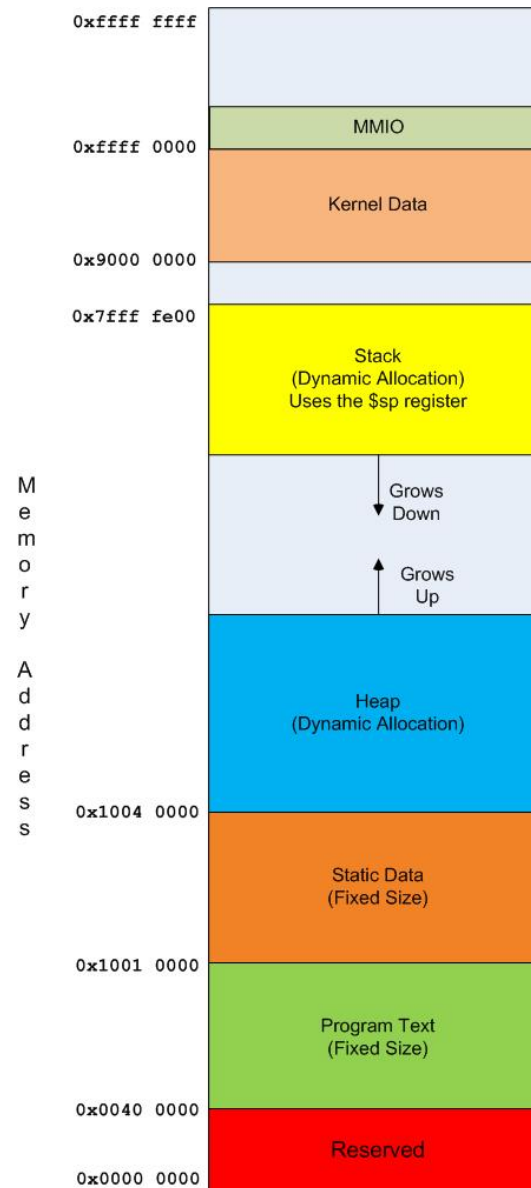 0xffff ffff
MMIO
0xffff 0000
Kernel Data
0x9000 0000
0x7fff fe00
Stack
(Dynamic Allocation)
Uses the $sp register
Grows
Down
Grows
Up
Memory Address
Heap
(Dynamic Allocation)
0x1004 0000
Static Data
(Fixed Size)
0x1001 0000
Program Text
(Fixed Size)
0x0040 0000
Reserved
0x0000 0000